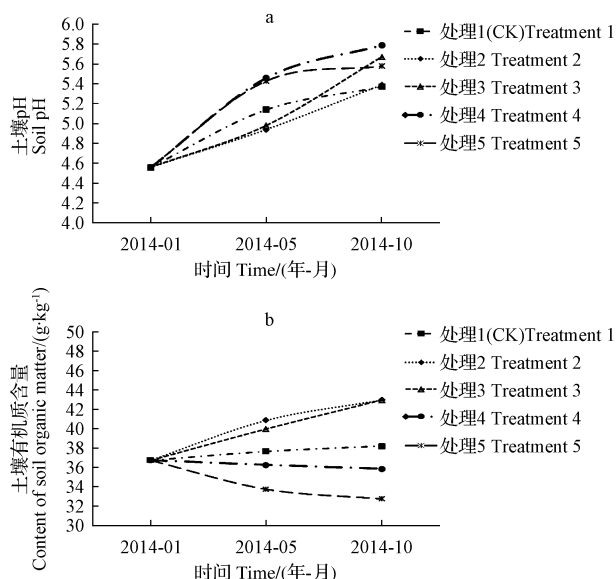 a
5.8
5.6
5.4
5.2
5.0
4.8
4.6
4.4
4.2
4.0
土壤pH
Soil pH
2014-01 2014-05 2014-10
时间 Time/(年-月)
处理1(CK)Treatment 1
处理2 Treatment 2
处理3 Treatment 3
处理4 Treatment 4
处理5 Treatment 5
b
50
48
46
44
42
40
38
36
34
32
30
土壤有机质含量
Content of soil organic matter/(g·kg⁻¹)
2014-01 2014-05 2014-10
时间 Time/(年-月)
处理1(CK)Treatment 1
处理2 Treatment 2
处理3 Treatment 3
处理4 Treatment 4
处理5 Treatment 5